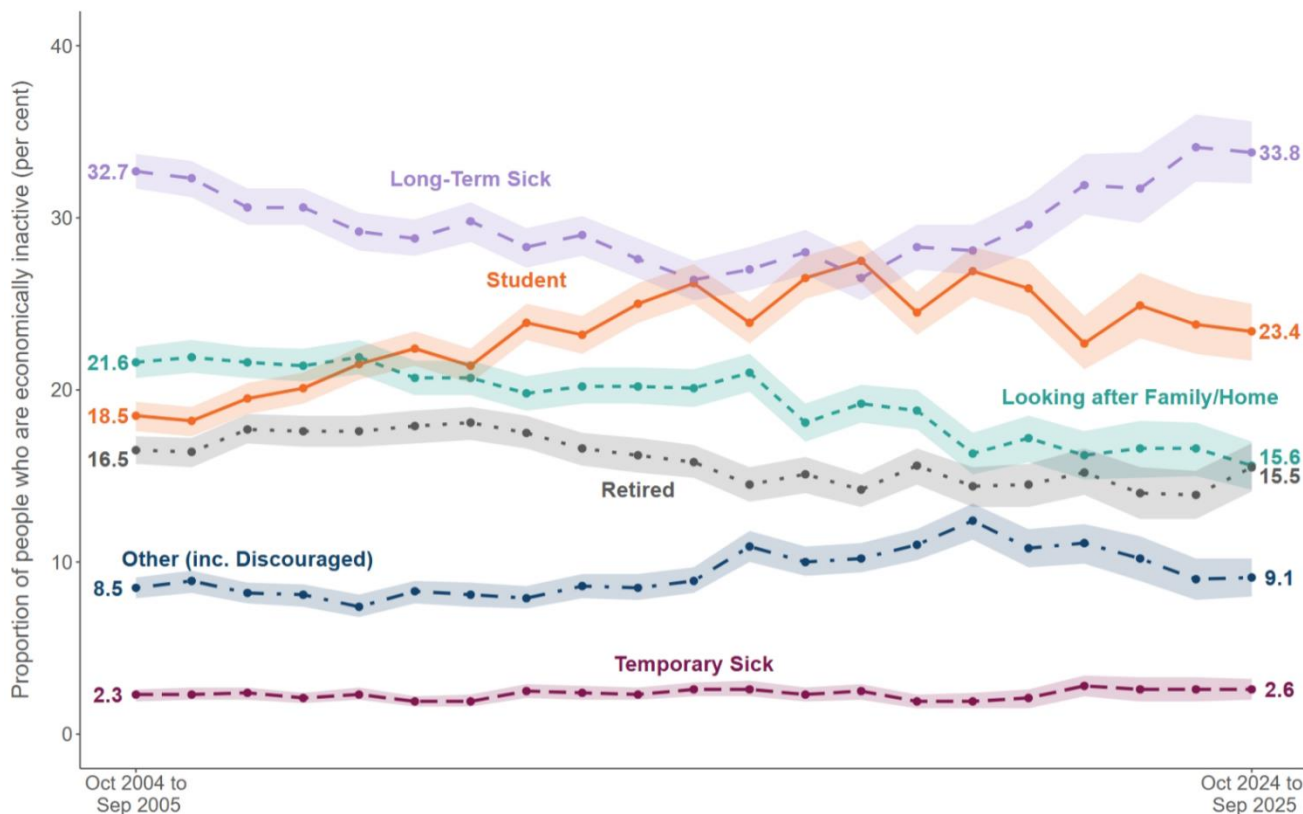 Proportion of people who are economically inactive (per cent)
40
30
20
10
0
32.7
Long-Term Sick
33.8
Student
21.6
18.5
16.5
23.4
Looking after Family/Home
15.6
15.5
Retired
Other (inc. Discouraged)
8.5
9.1
Temporary Sick
2.3
2.6
Oct 2004 to
Sep 2005
Oct 2024 to
Sep 2025